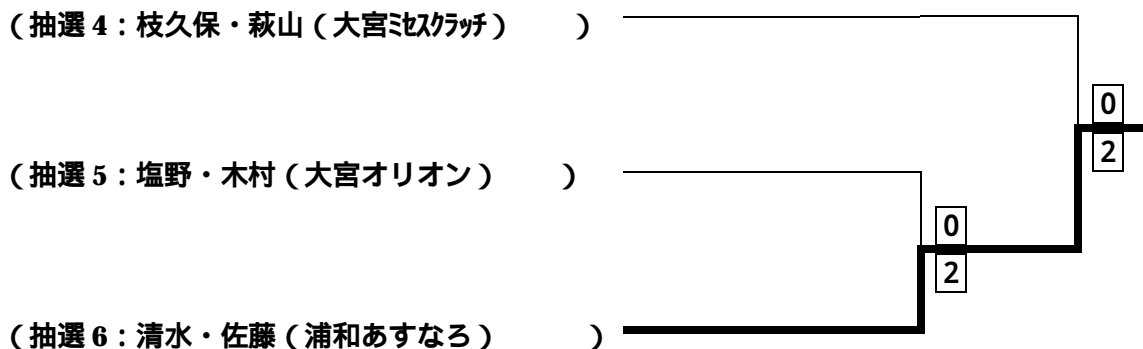 （抽選4：枝久保・萩山（大宮ﾐｾｽｸﾗｯﾁ）　　）
0
2
（抽選5：塩野・木村（大宮オリオン）　　）
0
2
（抽選6：清水・佐藤（浦和あすなろ）　　）